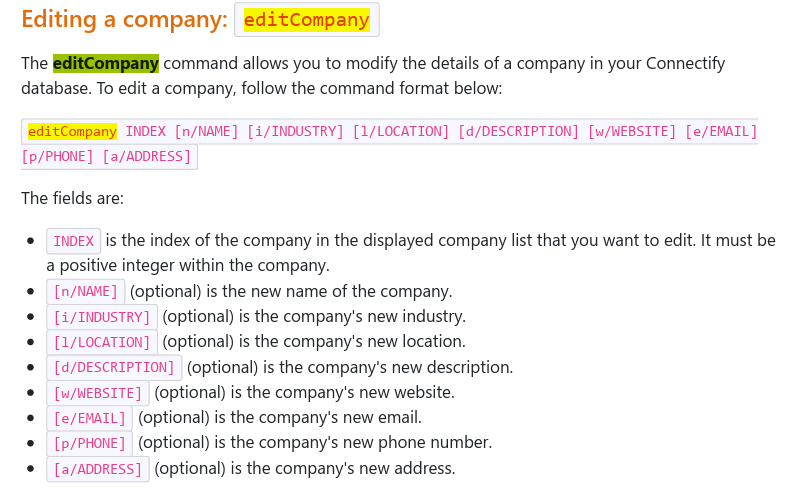 Editing a company: editCompany
The editCompany command allows you to modify the details of a company in your Connectify
database. To edit a company, follow the command format below:
editCompany INDEX [n/NAME] [i/INDUSTRY] [l/LOCATION] [d/DESCRIPTION] [w/WEBSITE] [e/EMAIL]
[p/PHONE] [a/ADDRESS]
The fields are:
• INDEX is the index of the company in the displayed company list that you want to edit. It must be
a positive integer within the company.
• [n/NAME] (optional) is the new name of the company.
• [i/INDUSTRY] (optional) is the company's new industry.
• [l/LOCATION] (optional) is the company's new location.
• [d/DESCRIPTION] (optional) is the company's new description.
• [w/WEBSITE] (optional) is the company's new website.
• [e/EMAIL] (optional) is the company's new email.
• [p/PHONE] (optional) is the company's new phone number.
• [a/ADDRESS] (optional) is the company's new address.